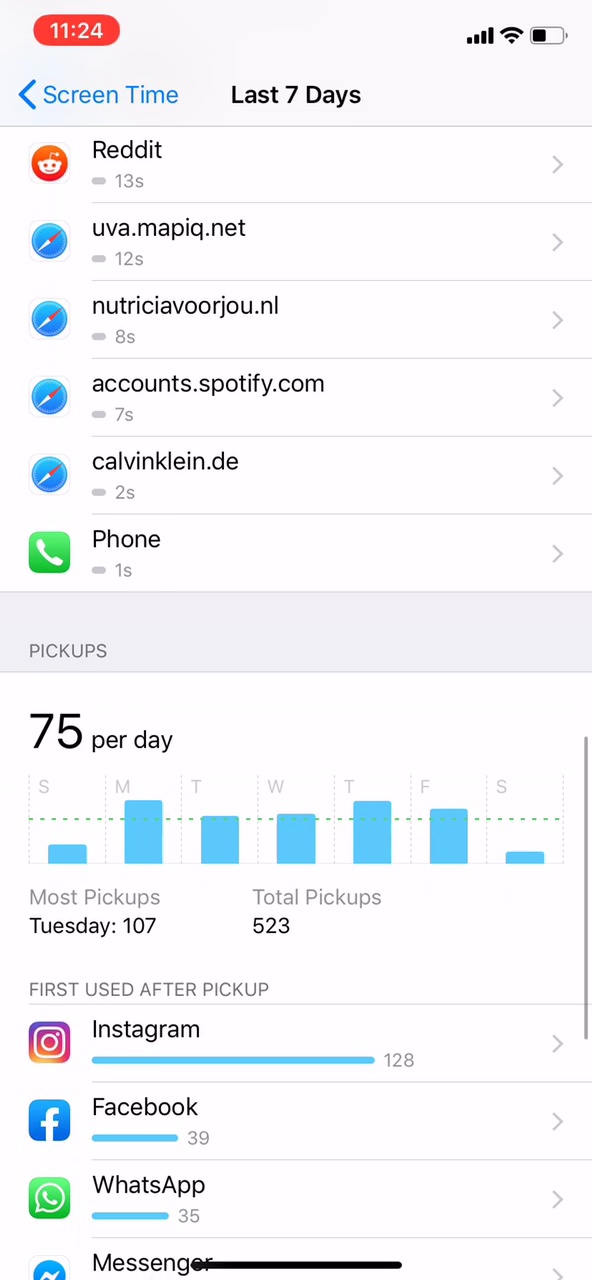 11:24
Screen Time
Last 7 Days
Reddit
13s
uva.mapiq.net
12s
nutriciavoorjou.nl
8s
accounts.spotify.com
7s
calvinklein.de
2s
Phone
1s
PICKUPS
75 per day
S M T W T F S
Most Pickups Total Pickups
Tuesday: 107 523
FIRST USED AFTER PICKUP
Instagram
128
Facebook
39
WhatsApp
35
Messenger